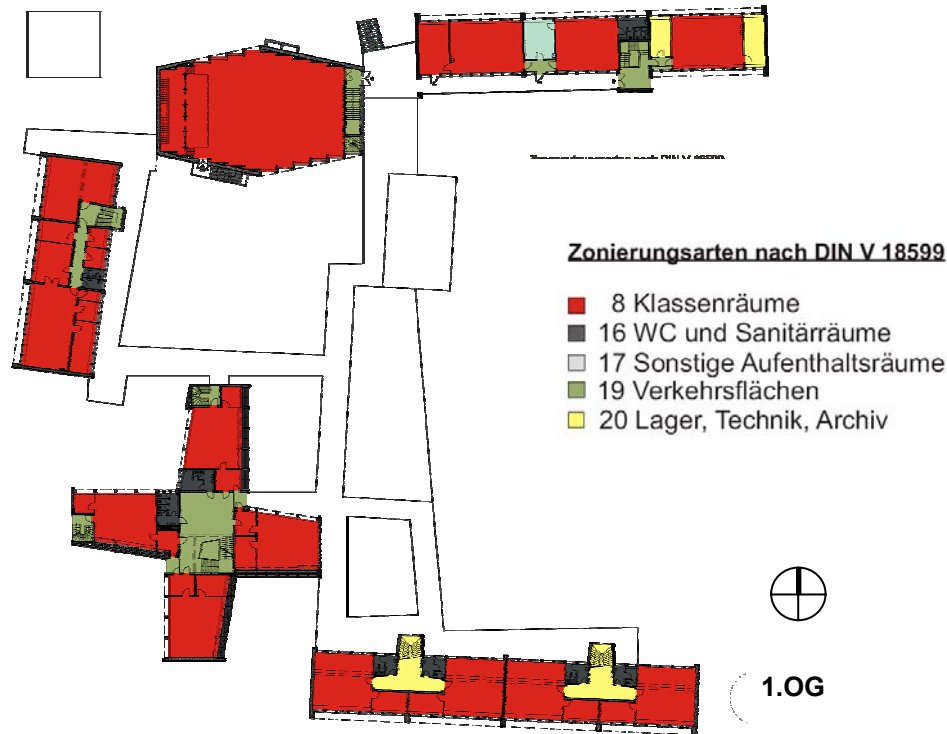 Zonierungsarten nach DIN V 18599
8 Klassenräume
16 WC und Sanitärräume
17 Sonstige Aufenthaltsräume
19 Verkehrsflächen
20 Lager, Technik, Archiv
1.OG